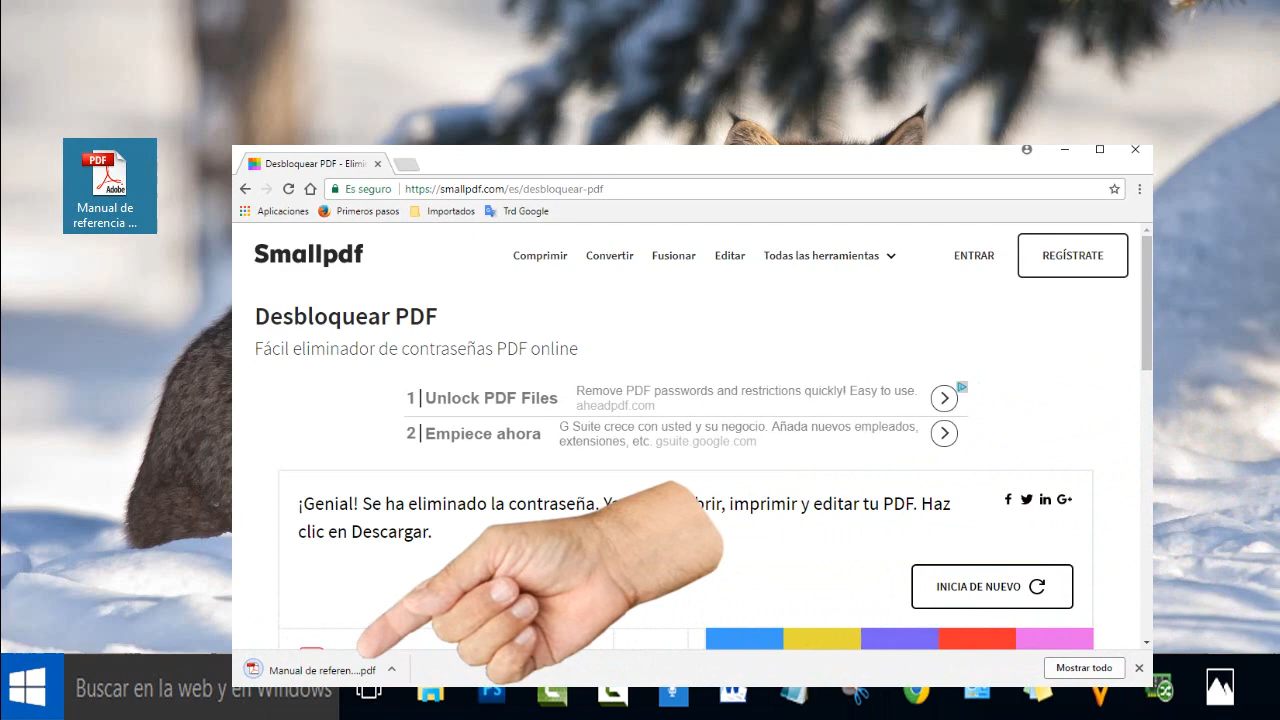 PDF
Adobe
Manual de
referencia ...
Desbloquear PDF - Elimi
Es seguro
https://smallpdf.com/es/desbloquear-pdf
Aplicaciones
Primeros pasos
Importados
Trd Google
Smallpdf
Comprimir
Convertir
Fusionar
Editar
Todas las herramientas
ENTRAR
REGÍSTRATE
Desbloquear PDF
Fácil eliminador de contraseñas PDF online
1 | Unlock PDF Files
Remove PDF passwords and restrictions quickly! Easy to use.
aheadpdf.com
2 | Empiece ahora
G Suite crece con usted y su negocio. Añada nuevos empleados,
extensiones, etc. gsuite.google.com
¡Genial! Se ha eliminado la contraseña. imprimir y editar tu PDF. Haz
clic en Descargar.
INICIA DE NUEVO
Manual de referen....pdf
Mostrar todo
Buscar en la web y en Windows